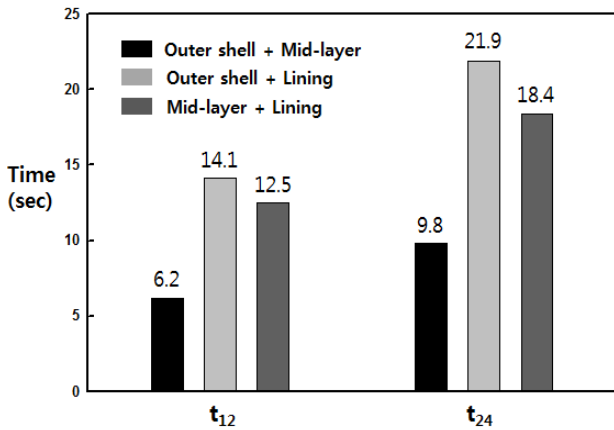 25
20
15
10
5
0
Time
(sec)
Outer shell + Mid-layer
Outer shell + Lining
Mid-layer + Lining
6.2
14.1
12.5
9.8
21.9
18.4
t₁₂
t₂₄